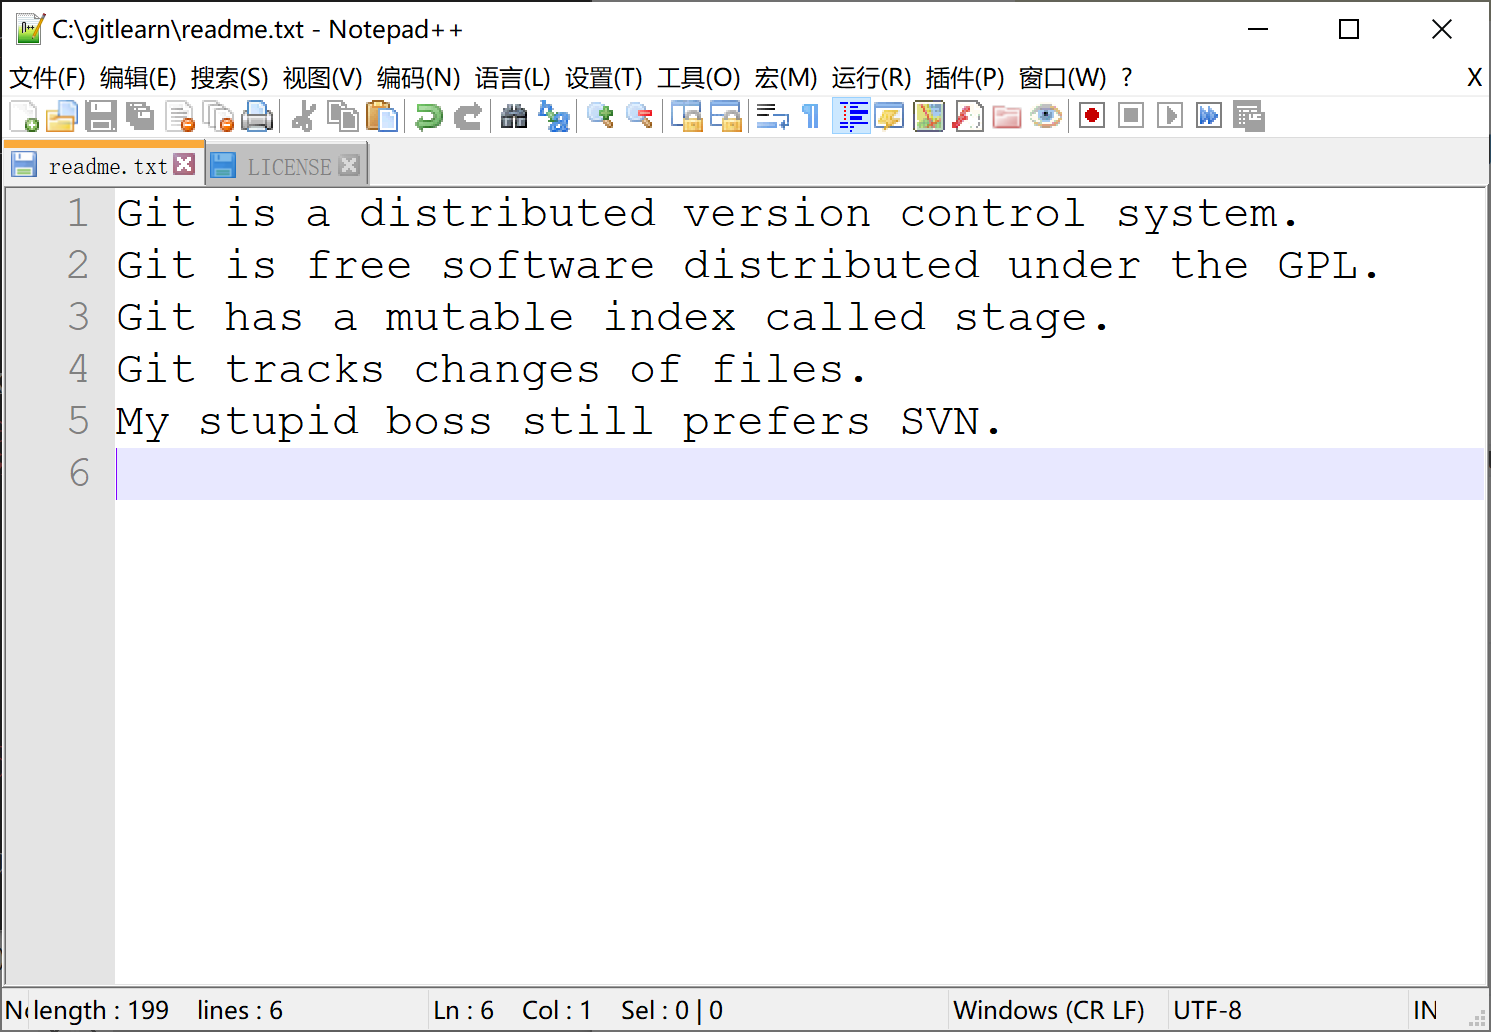 C:\gitlearn\readme.txt - Notepad++
文件(F) 编辑(E) 搜索(S) 视图(V) 编码(N) 语言(L) 设置(T) 工具(O) 宏(M) 运行(R) 插件(P) 窗口(W) ? X
readme.txt LICENSE
1 Git is a distributed version control system.
2 Git is free software distributed under the GPL.
3 Git has a mutable index called stage.
4 Git tracks changes of files.
5 My stupid boss still prefers SVN.
6
length : 199 lines : 6 Ln : 6 Col : 1 Sel : 0 | 0 Windows (CR LF) UTF-8 IN